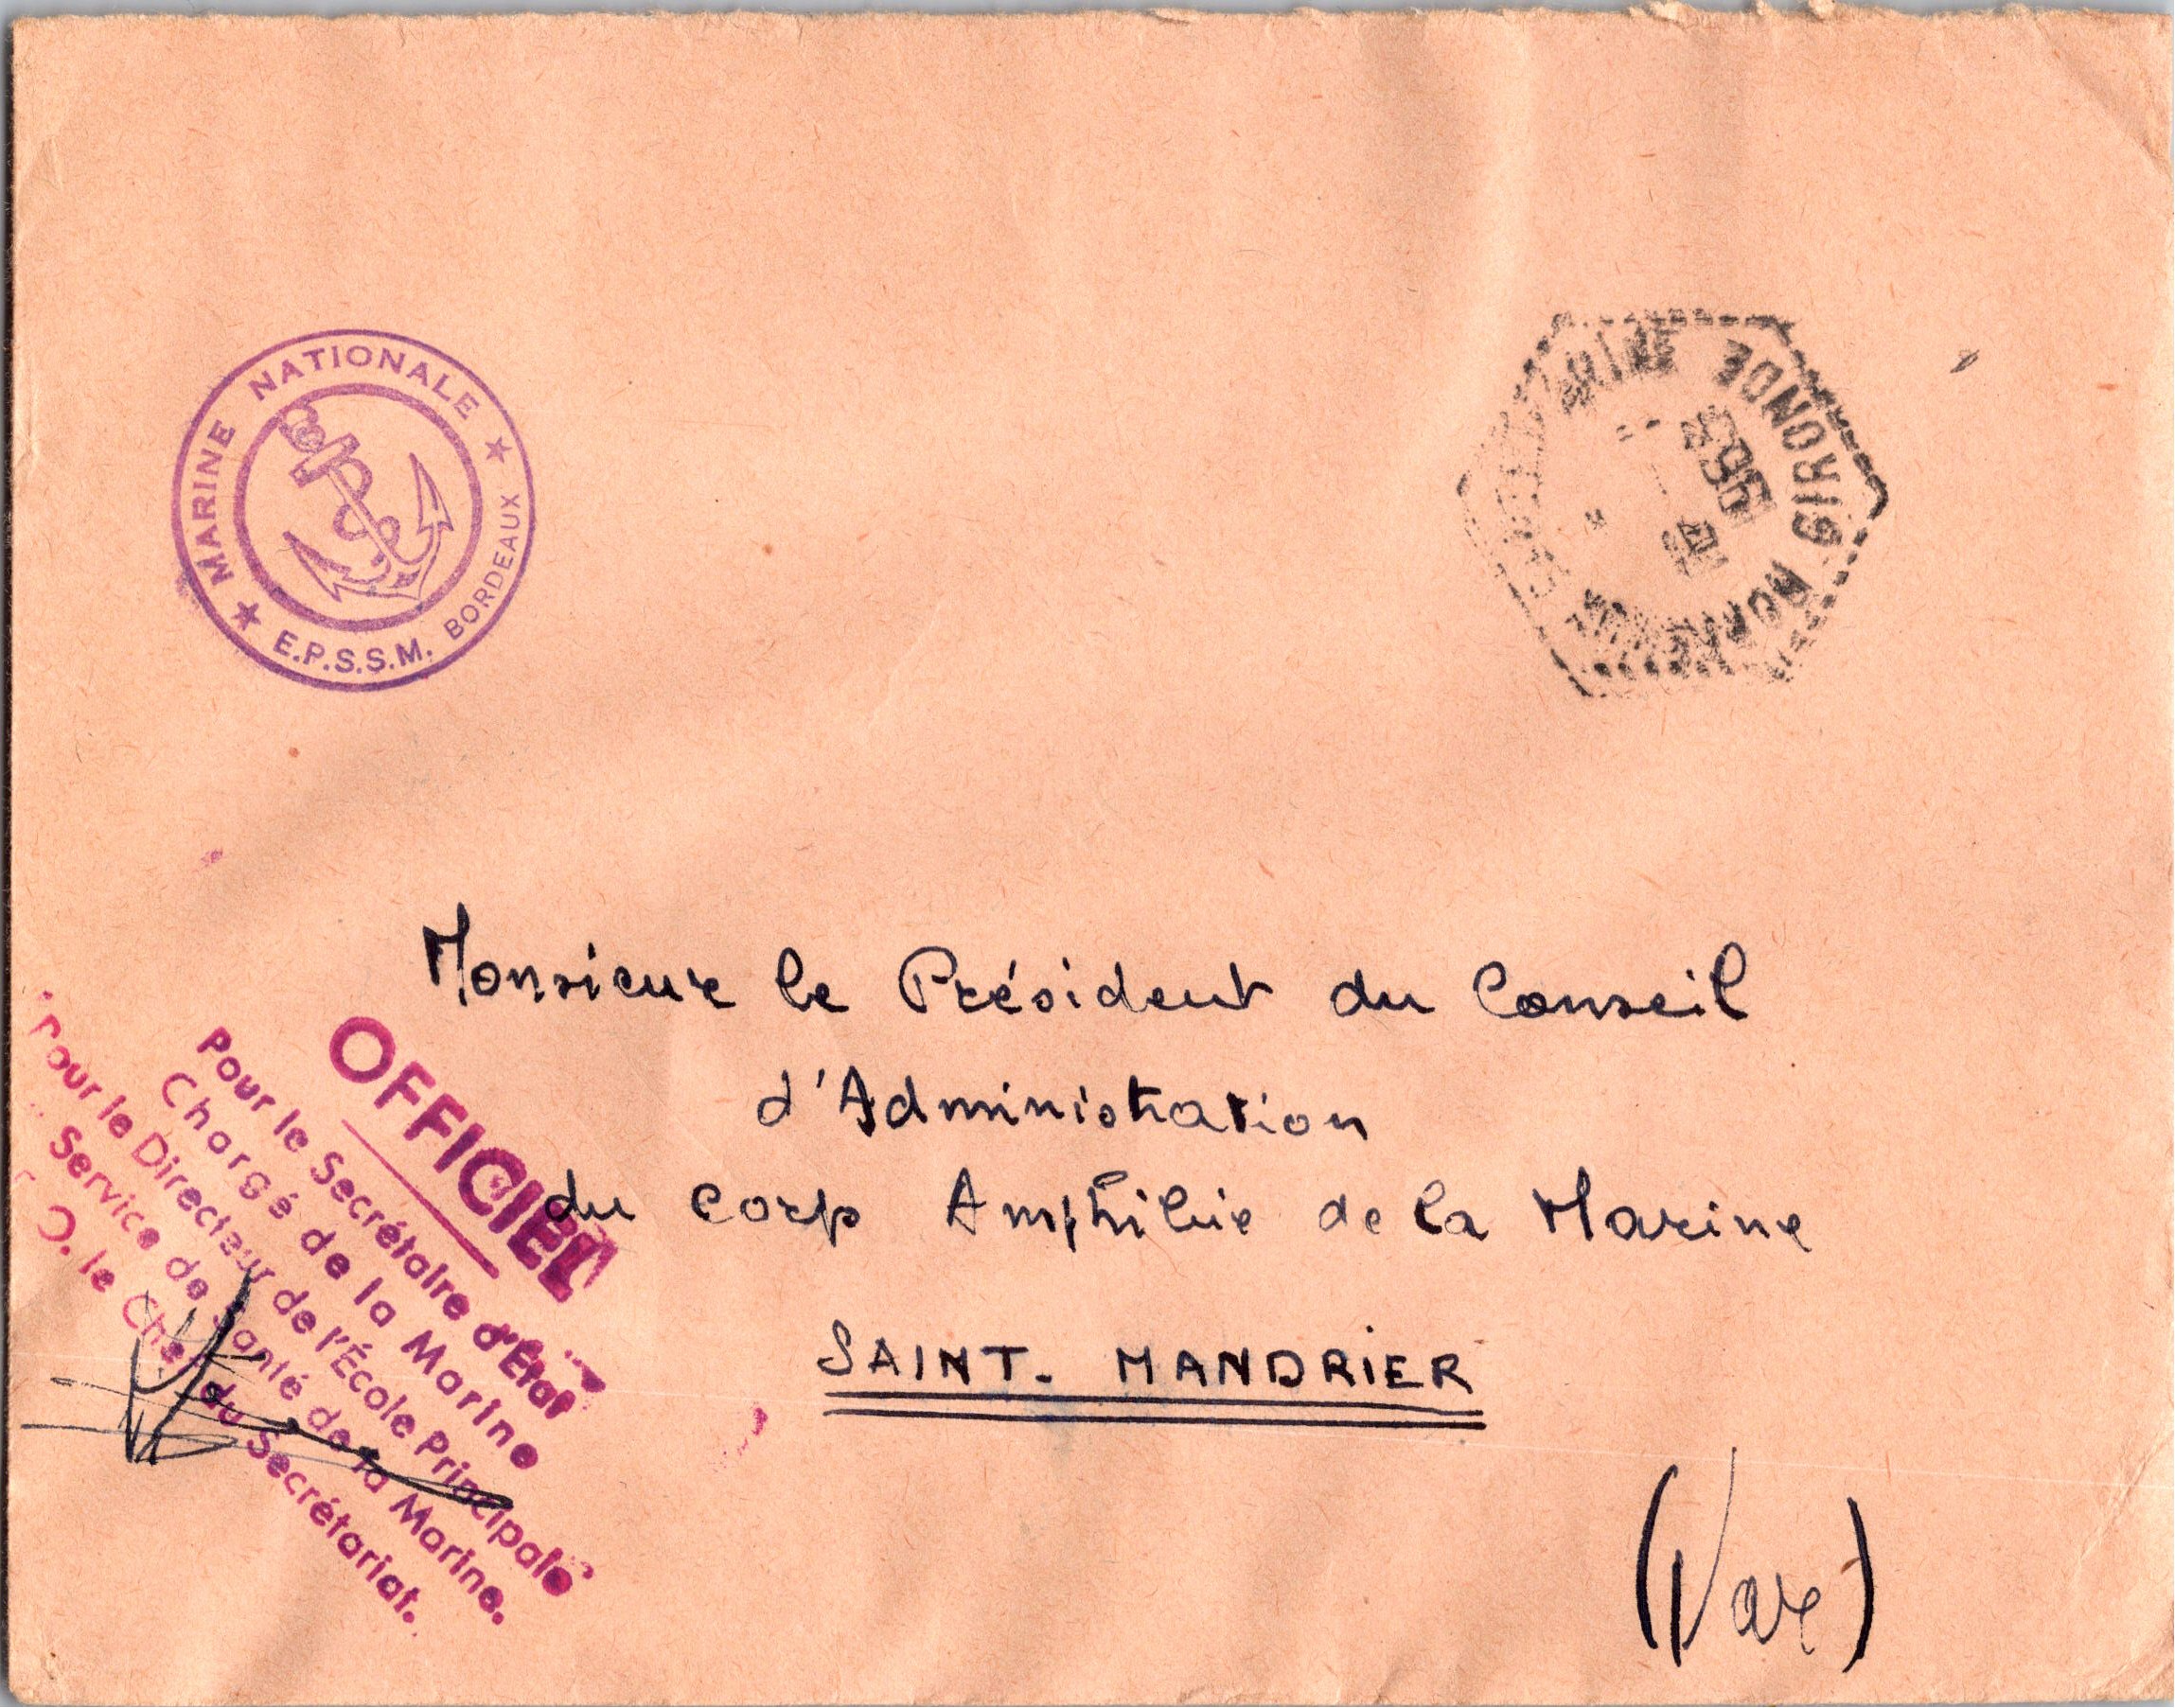 MARINE NATIONALE
★ E.P.S.S.M. BORDEAUX ★
GIRONDE
Monsieur le Président du Conseil
d'Administration
du Corp Amphibie de la Marine
SAINT. MANDRIER
(Var)
OFFICIEL
Pour le Secrétaire d'État
Chargé de la Marine
Pour le Directeur de l'École Principale
Service de Santé de la Marine.
O. le Chef du Secrétariat.